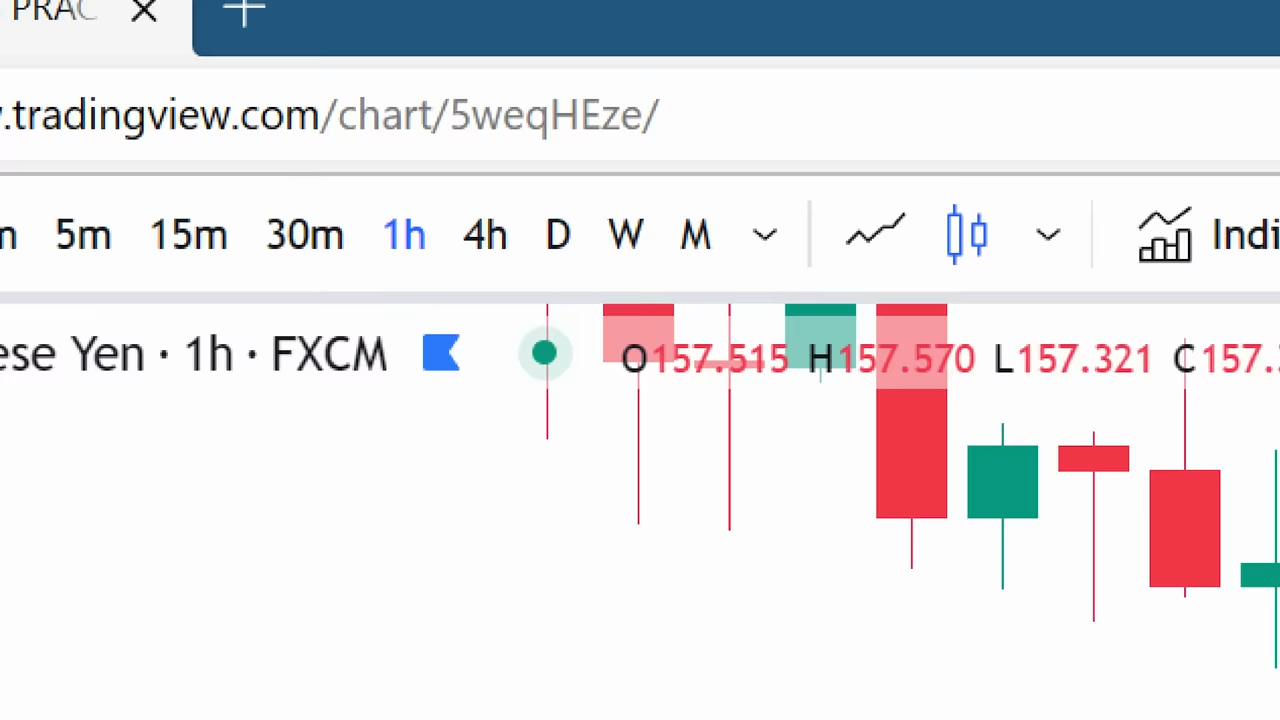 PRAC
.tradingview.com/chart/5weqHEze/
5m 15m 30m 1h 4h D W M Indi
ese Yen · 1h · FXCM O157.515 H157.570 L157.321 C157.